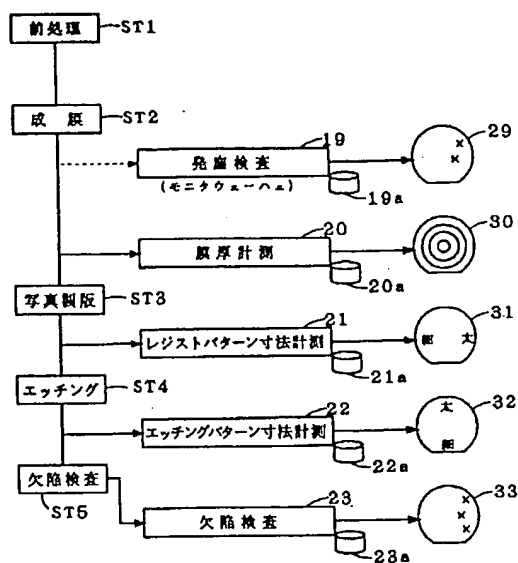 前処理 ST1
成膜 ST2
19 29
発塵検査
(モニタウェーハ)
19a
20 30
膜厚計測
20a
写真製版 ST3
21 31
レジストパターン寸法計測
細 太
21a
エッチング ST4
22 32
太
エッチングパターン寸法計測
細
22a
欠陥検査
ST5
23 33
欠陥検査
23a